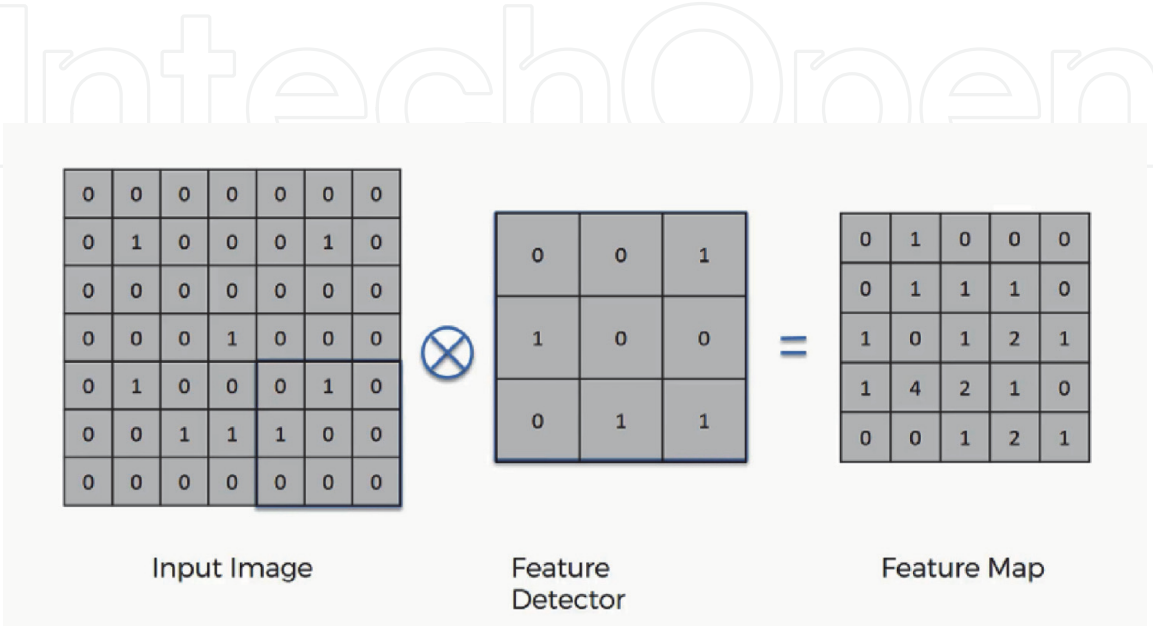 IntechOpen
0 0 0 0 0 0 0
0 1 0 0 0 1 0
0 0 0 0 0 0 0
0 0 0 1 0 0 0
0 1 0 0 0 1 0
0 0 1 1 1 0 0
0 0 0 0 0 0 0
0 0 1
1 0 0
0 1 1
=
0 1 0 0 0
0 1 1 1 0
1 0 1 2 1
1 4 2 1 0
0 0 1 2 1
Input Image
Feature
Detector
Feature Map